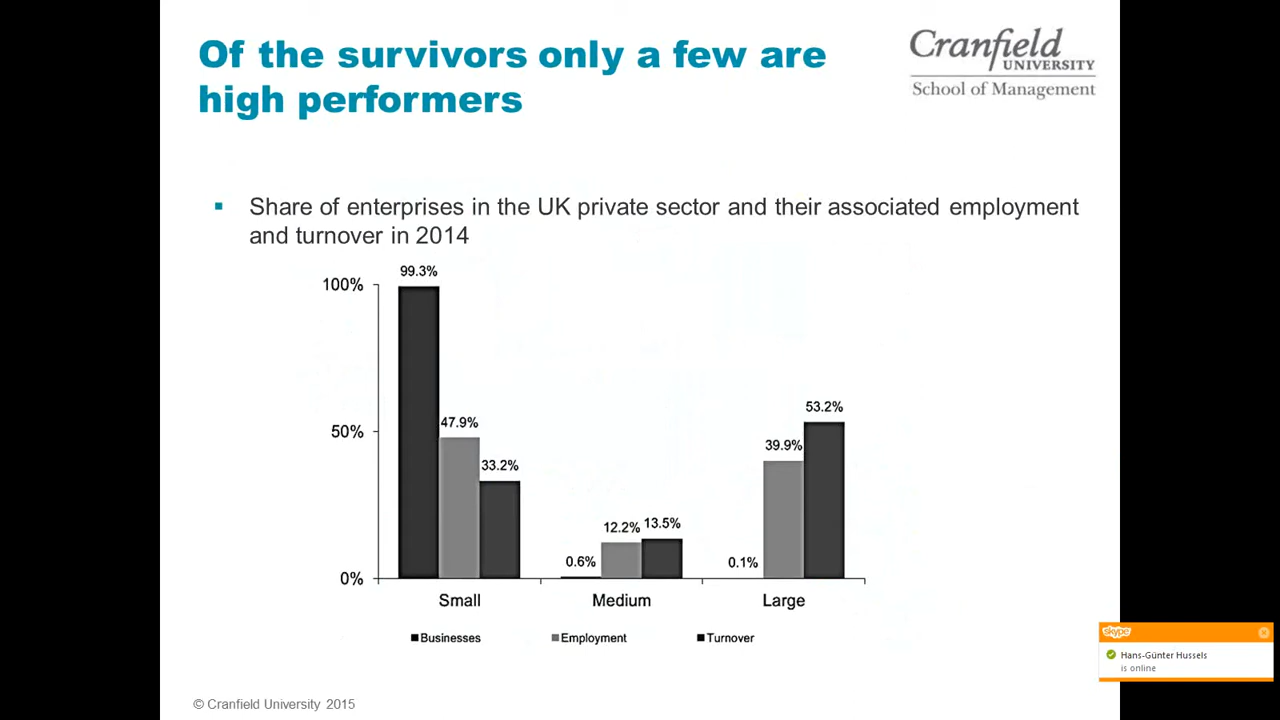 Of the survivors only a few are
high performers
Cranfield
UNIVERSITY
School of Management
▪ Share of enterprises in the UK private sector and their associated employment
and turnover in 2014
99.3%
100%
53.2%
47.9%
50%
39.9%
33.2%
12.2% 13.5%
0.6%
0.1%
0%
Small Medium Large
Businesses Employment Turnover
skype
Hans-Günter Hussels
is online
© Cranfield University 2015